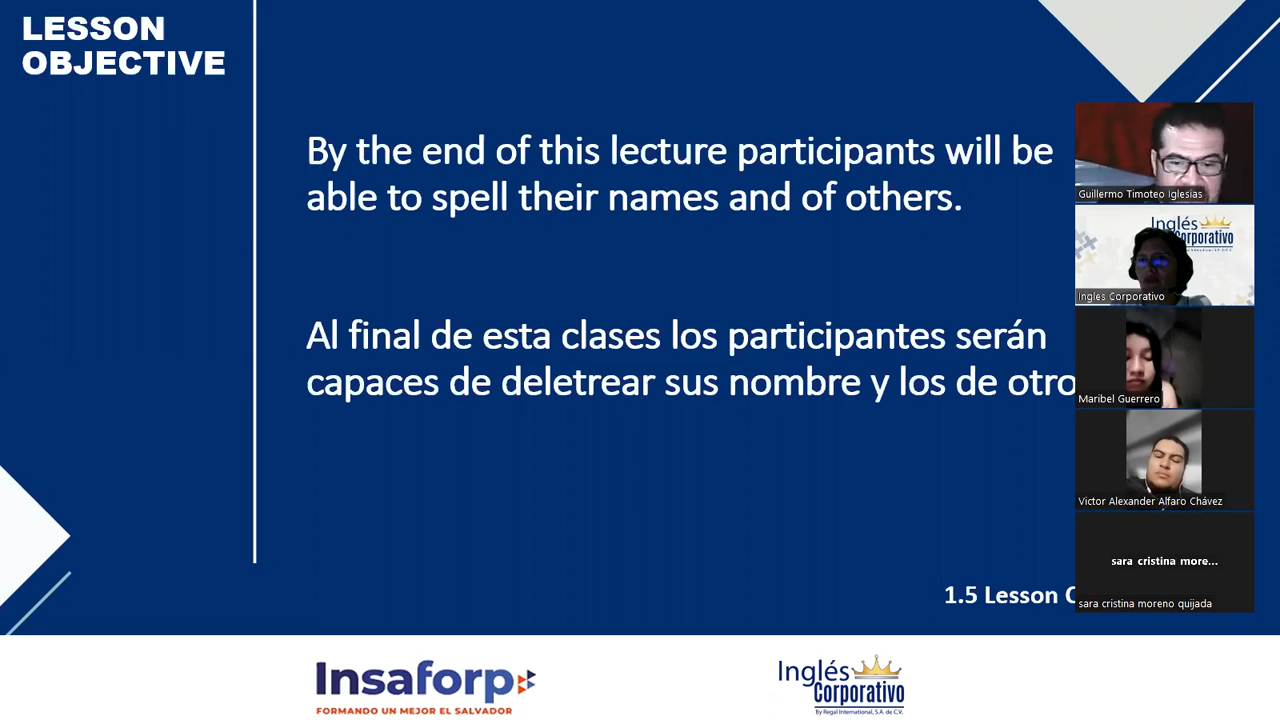 LESSON
OBJECTIVE
By the end of this lecture participants will be
able to spell their names and of others.
Al final de esta clases los participantes serán
capaces de deletrear sus nombre y los de otro
1.5 Lesson
Guillermo Timoteo Iglesias
Inglés
Corporativo
Ingles Corporativo
Maribel Guerrero
Victor Alexander Alfaro Chávez
sara cristina more...
sara cristina moreno quijada
Insaforp
FORMANDO UN MEJOR EL SALVADOR
Inglés
Corporativo
By Regal International, S.A. de C.V.